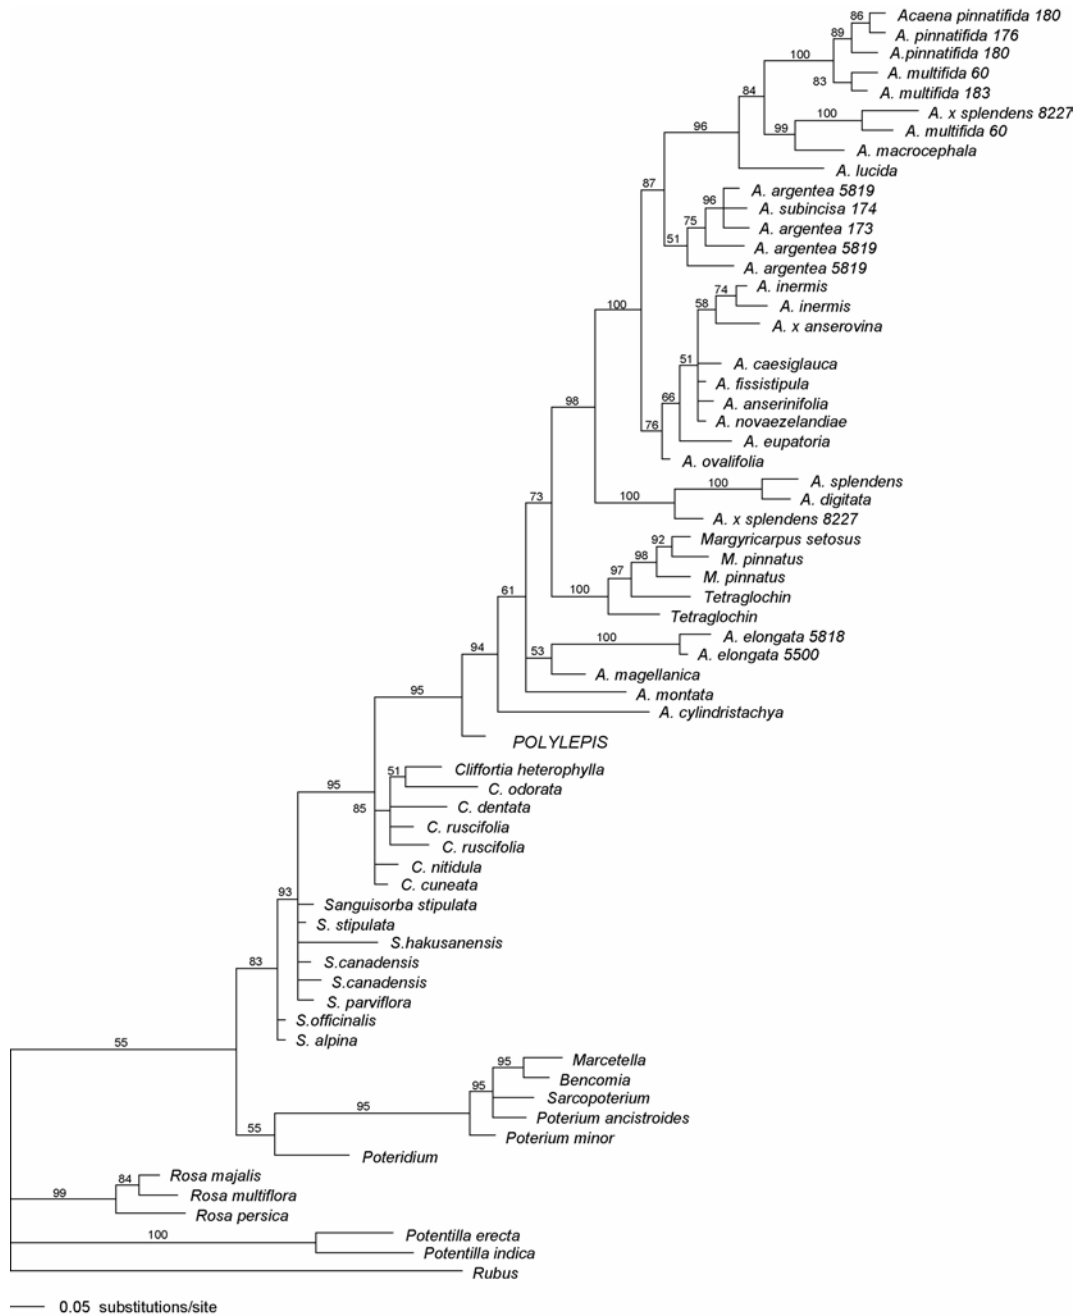 86 Acaena pinnatifida 180
89 A. pinnatifida 176
100 A.pinnatifida 180
A. multifida 60
83 A. multifida 183
84
100 A. x splendens 8227
96 99 A. multifida 60
A. macrocephala
A. lucida
87 A. argentea 5819
96 A. subincisa 174
75 A. argentea 173
51 A. argentea 5819
A. argentea 5819
74 A. inermis
100 58 A. inermis
A. x anserovina
51 A. caesiglauca
A. fissistipula
98 66 A. anserinifolia
76 A. novaezelandiae
A. eupatoria
A. ovalifolia
100 A. splendens
73 100 A. digitata
A. x splendens 8227
92 Margyricarpus setosus
98 M. pinnatus
97 M. pinnatus
61 100 Tetraglochin
Tetraglochin
100 A. elongata 5818
94 53 A. elongata 5500
A. magellanica
95 A. montata
A. cylindristachya
POLYLEPIS
51 Cliffortia heterophylla
95 C. odorata
85 C. dentata
C. ruscifolia
C. ruscifolia
C. nitidula
93 C. cuneata
Sanguisorba stipulata
S. stipulata
S.hakusanensis
83 S.canadensis
S.canadensis
S. parviflora
S.officinalis
55 S. alpina
95 Marcetella
95 Bencomia
95 Sarcopoterium
Poterium ancistroides
55 Poterium minor
Poteridium
84 Rosa majalis
99 Rosa multiflora
Rosa persica
100 Potentilla erecta
Potentilla indica
Rubus
0.05 substitutions/site